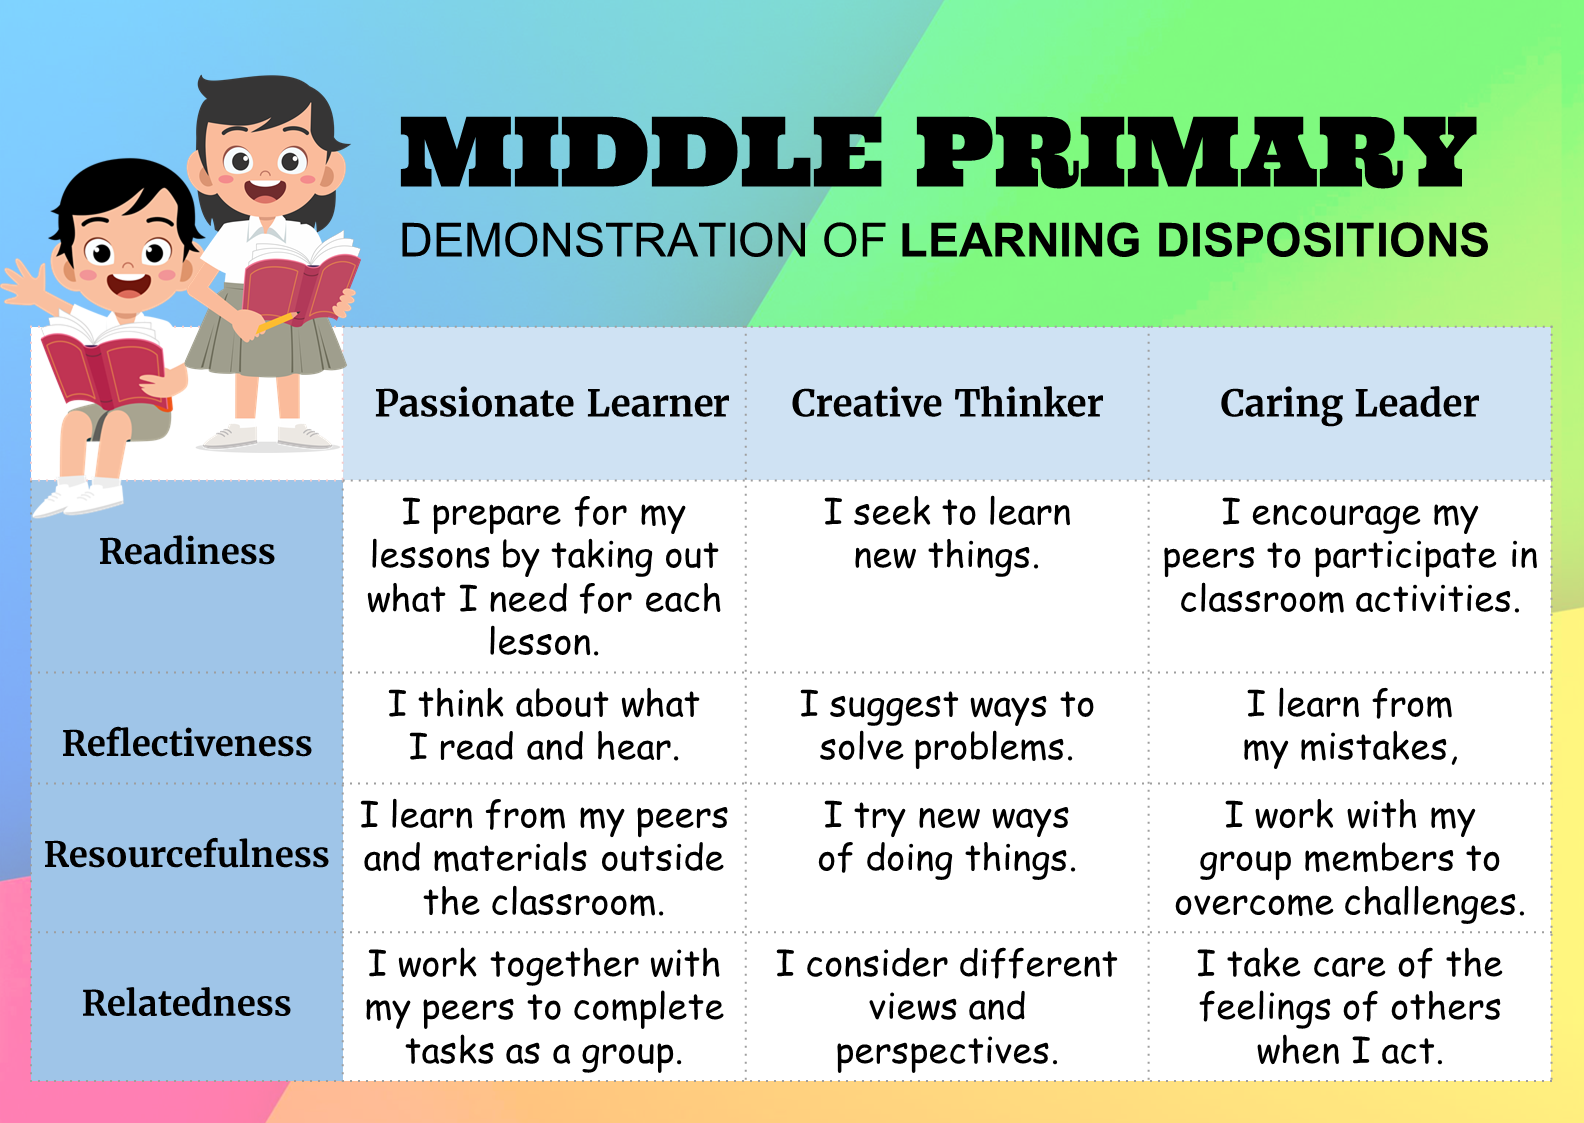 MIDDLE PRIMARY
DEMONSTRATION OF LEARNING DISPOSITIONS
Passionate Learner
Creative Thinker
Caring Leader
Readiness
I prepare for my
lessons by taking out
what I need for each
lesson.
I seek to learn
new things.
I encourage my
peers to participate in
classroom activities.
Reflectiveness
I think about what
I read and hear.
I suggest ways to
solve problems.
I learn from
my mistakes,
Resourcefulness
I learn from my peers
and materials outside
the classroom.
I try new ways
of doing things.
I work with my
group members to
overcome challenges.
Relatedness
I work together with
my peers to complete
tasks as a group.
I consider different
views and
perspectives.
I take care of the
feelings of others
when I act.